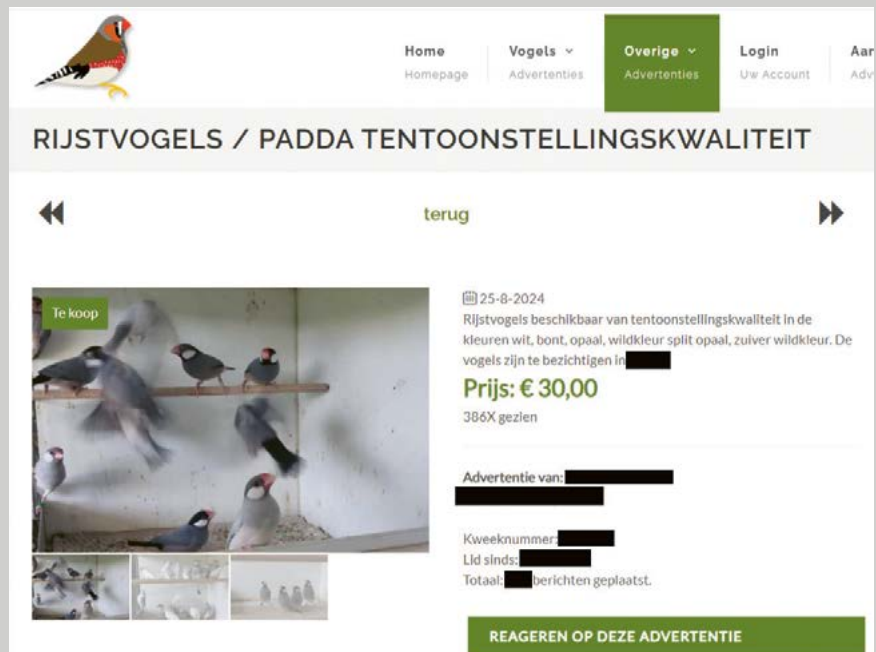 Home
Homepage
Vogels
Advertenties
Overige
Advertenties
Login
Uw Account
Aar
Adv
RIJSTVOGELS / PADDA TENTOONSTELLINGSKWALITEIT
terug
Te koop
25-8-2024
Rijstvogels beschikbaar van tentoonstellingskwaliteit in de
kleuren wit, bont, opaal, wildkleur split opaal, zuiver wildkleur. De
vogels zijn te bezichtigen in
Prijs: € 30,00
386X gezien
Advertentie van:
Kweeknummer:
Lid sinds:
Totaal: berichten geplaatst.
REAGEREN OP DEZE ADVERTENTIE